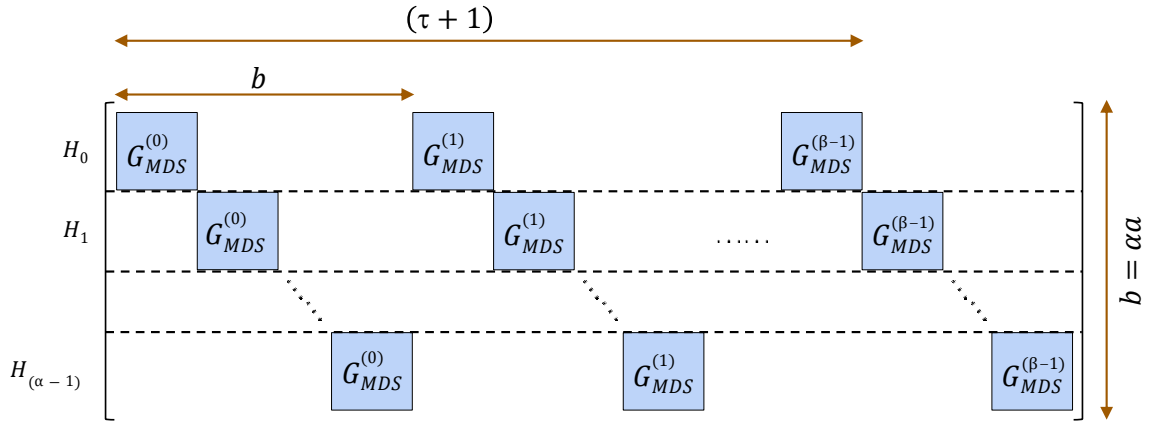 (τ + 1)
b
H_0 G_{MDS}^{(0)} G_{MDS}^{(1)} G_{MDS}^{(β−1)}
H_1 G_{MDS}^{(0)} G_{MDS}^{(1)} ...... G_{MDS}^{(β−1)}
H_{(α − 1)} G_{MDS}^{(0)} G_{MDS}^{(1)} G_{MDS}^{(β−1)}
b = αa